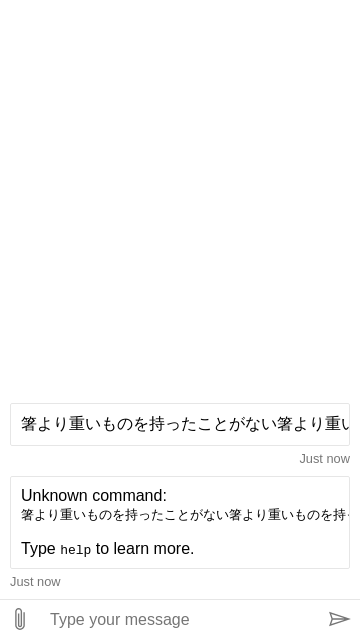 箸より重いものを持ったことがない箸より重い
Just now
Unknown command:
箸より重いものを持ったことがない箸より重いものを持
Type help to learn more.
Just now
Type your message